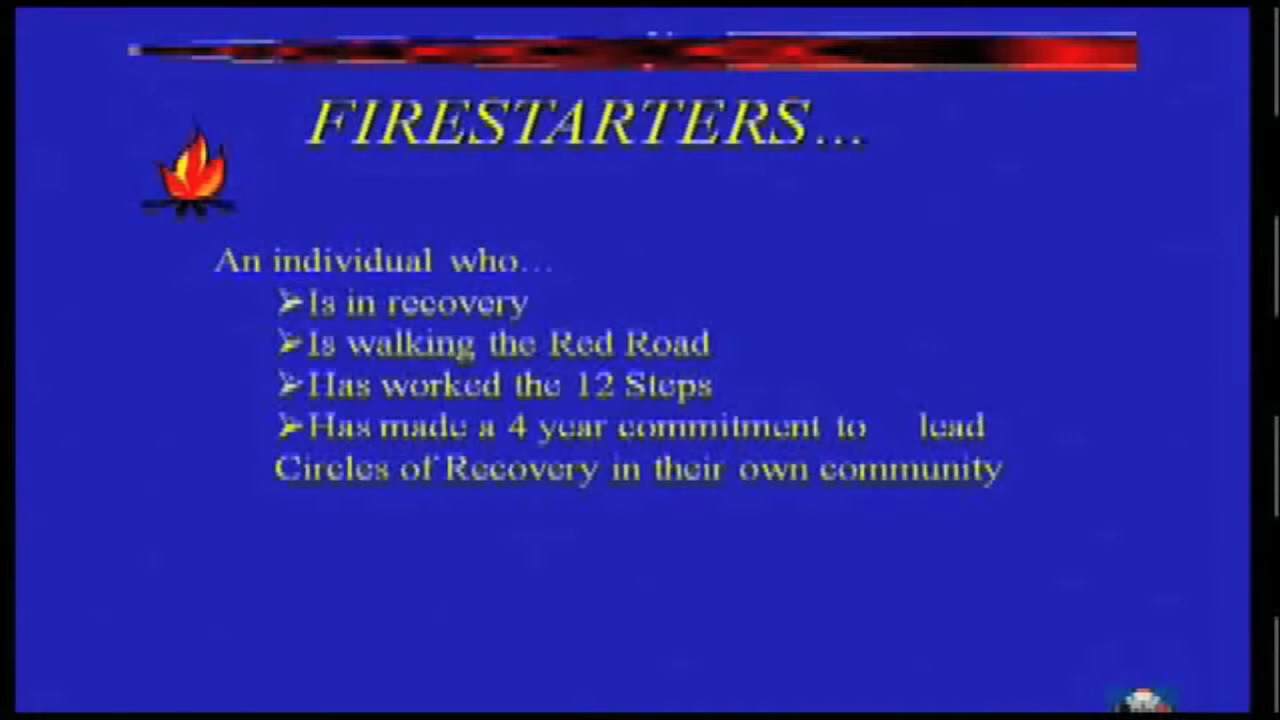 FIRESTARTERS...
An individual who...
➢Is in recovery
➢Is walking the Red Road
➢Has worked the 12 Steps
➢Has made a 4 year commitment to lead
Circles of Recovery in their own community